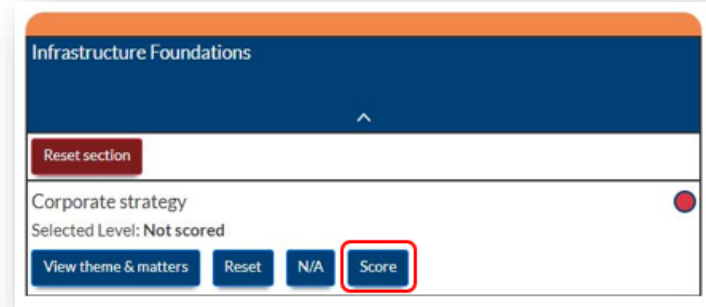 Infrastructure Foundations
Reset section
Corporate strategy
Selected Level: Not scored
View theme & matters Reset N/A Score